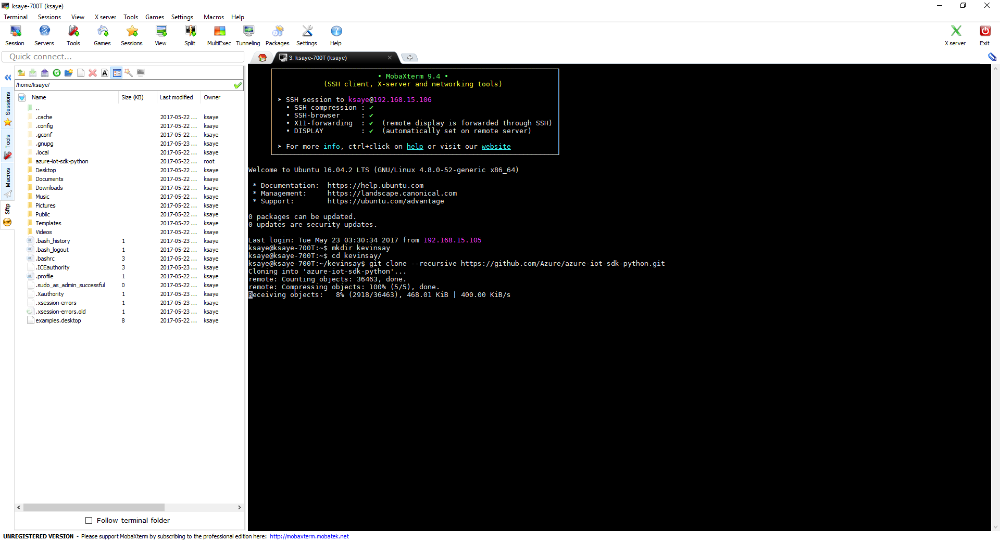 ksaye-700T (ksaye)
Terminal Sessions View X server Tools Games Settings Macros Help
Session Servers Tools Games Sessions View Split MultiExec Tunneling Packages Settings Help X server Exit
Quick connect...
3. ksaye-700T (ksaye)
/home/ksaye/
Name Size (KB) Last modified Owner
..
.cache 2017-05-22 ... ksaye
.config 2017-05-22 ... ksaye
.gconf 2017-05-22 ... ksaye
.gnupg 2017-05-23 ... ksaye
.local 2017-05-22 ... ksaye
azure-iot-sdk-python 2017-05-22 ... root
Desktop 2017-05-22 ... ksaye
Documents 2017-05-22 ... ksaye
Downloads 2017-05-22 ... ksaye
Music 2017-05-22 ... ksaye
Pictures 2017-05-22 ... ksaye
Public 2017-05-22 ... ksaye
Templates 2017-05-22 ... ksaye
Videos 2017-05-22 ... ksaye
.bash_history 1 2017-05-23 ... ksaye
.bash_logout 1 2017-05-22 ... ksaye
.bashrc 3 2017-05-22 ... ksaye
.ICEauthority 3 2017-05-23 ... ksaye
.profile 1 2017-05-22 ... ksaye
.sudo_as_admin_successful 0 2017-05-22 ... ksaye
.Xauthority 1 2017-05-23 ... ksaye
.xsession-errors 1 2017-05-23 ... ksaye
.xsession-errors.old 1 2017-05-23 ... ksaye
examples.desktop 8 2017-05-22 ... ksaye
Follow terminal folder
Sessions
Tools
Macros
Sftp
• MobaXterm 9.4 •
(SSH client, X-server and networking tools)
➤ SSH session to ksaye@192.168.15.106
• SSH compression : ✔
• SSH-browser : ✔
• X11-forwarding : ✔ (remote display is forwarded through SSH)
• DISPLAY : ✔ (automatically set on remote server)
➤ For more info, ctrl+click on help or visit our website
Welcome to Ubuntu 16.04.2 LTS (GNU/Linux 4.8.0-52-generic x86_64)
* Documentation: https://help.ubuntu.com
* Management: https://landscape.canonical.com
* Support: https://ubuntu.com/advantage
0 packages can be updated.
0 updates are security updates.
Last login: Tue May 23 03:30:34 2017 from 192.168.15.105
ksaye@ksaye-700T:~$ mkdir kevinsay
ksaye@ksaye-700T:~$ cd kevinsay/
ksaye@ksaye-700T:~/kevinsay$ git clone --recursive https://github.com/Azure/azure-iot-sdk-python.git
Cloning into 'azure-iot-sdk-python'...
remote: Counting objects: 36463, done.
remote: Compressing objects: 100% (5/5), done.
Receiving objects: 8% (2918/36463), 468.01 KiB | 400.00 KiB/s
UNREGISTERED VERSION - Please support MobaXterm by subscribing to the professional edition here: http://mobaxterm.mobatek.net